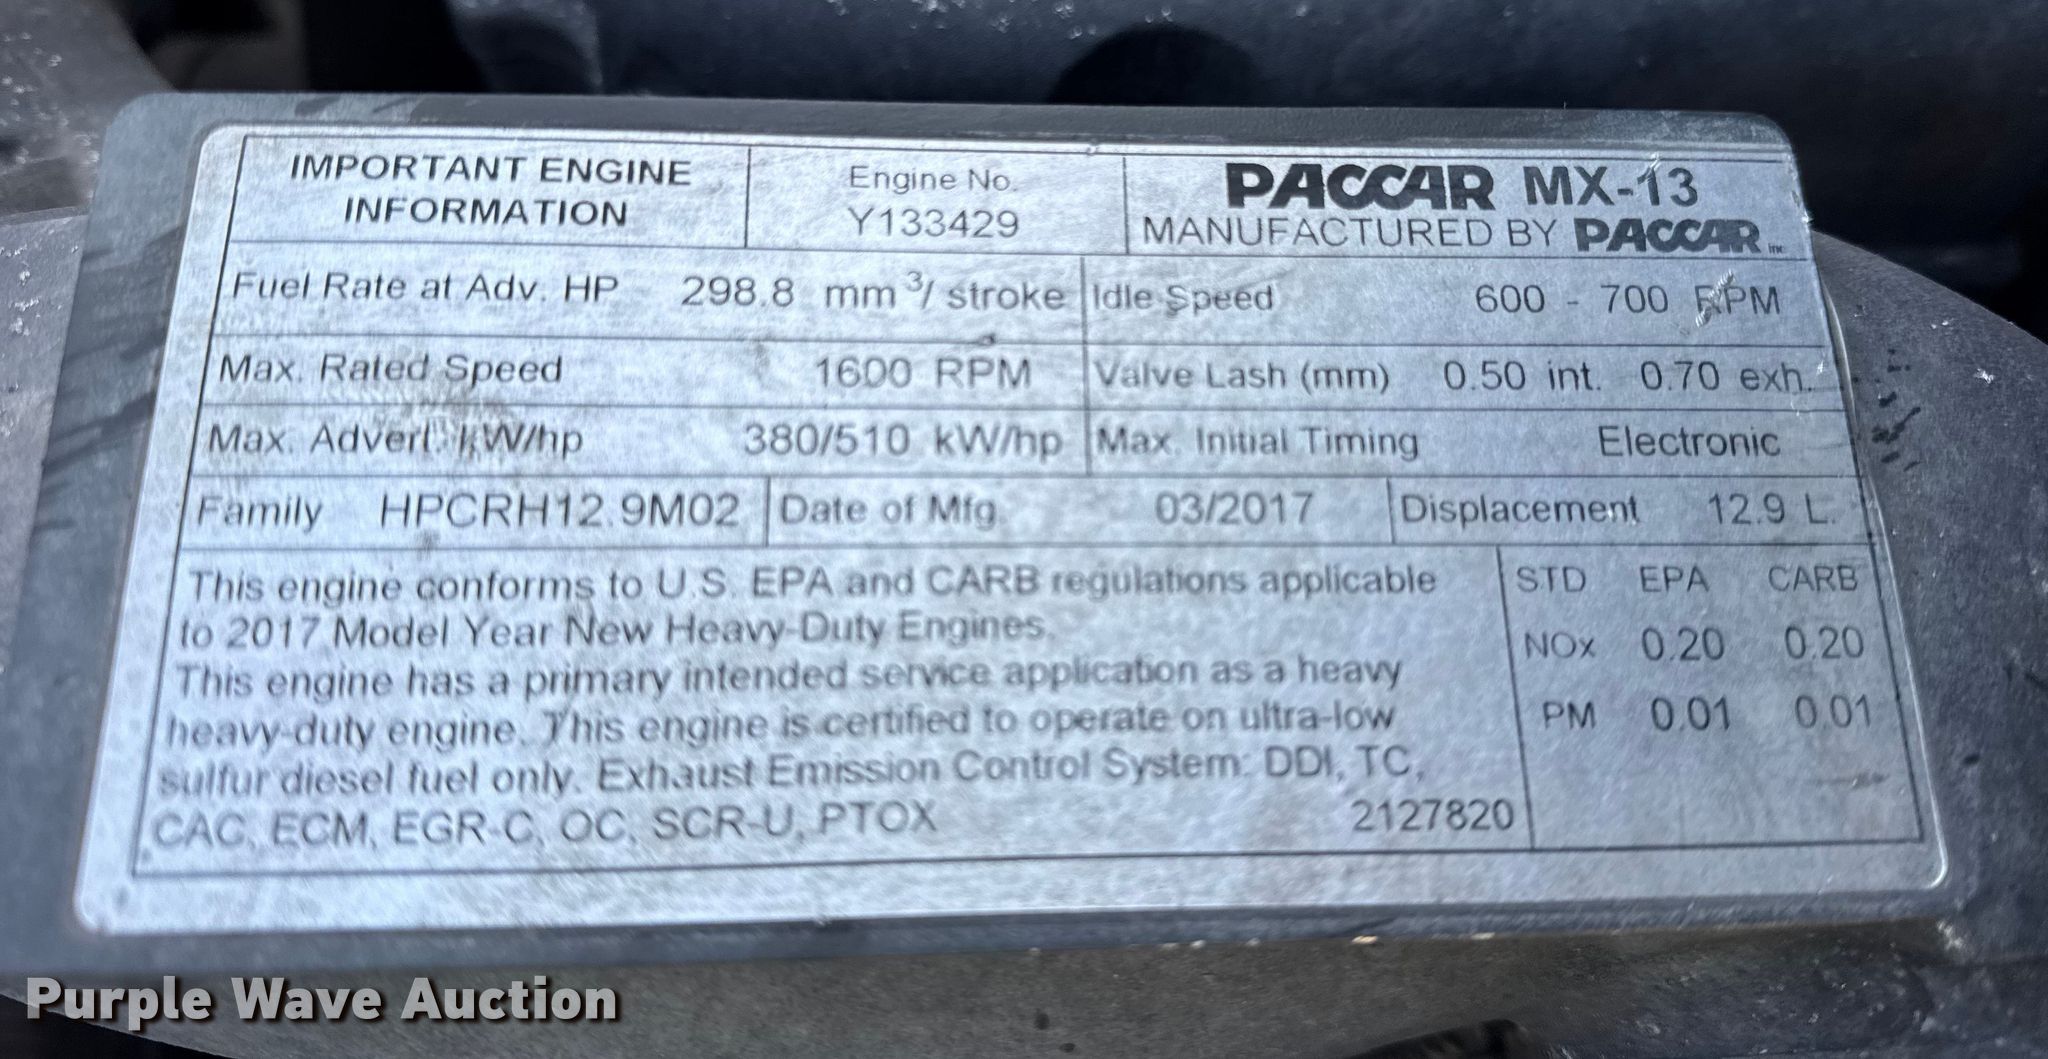 IMPORTANT ENGINE
INFORMATION
Engine No.
Y133429
PACCAR MX-13
MANUFACTURED BY PACCAR inc
Fuel Rate at Adv. HP 298.8 mm³/ stroke
Idle Speed 600 - 700 RPM
Max. Rated Speed 1600 RPM
Valve Lash (mm) 0.50 int. 0.70 exh.
Max. Advert. kW/hp 380/510 kW/hp
Max. Initial Timing Electronic
Family HPCRH12.9M02
Date of Mfg. 03/2017
Displacement 12.9 L.
This engine conforms to U.S. EPA and CARB regulations applicable
to 2017 Model Year New Heavy-Duty Engines.
This engine has a primary intended service application as a heavy
heavy-duty engine. This engine is certified to operate on ultra-low
sulfur diesel fuel only. Exhaust Emission Control System: DDI, TC,
CAC, ECM, EGR-C, OC, SCR-U, PTOX
2127820
STD EPA CARB
NOx 0.20 0.20
PM 0.01 0.01
Purple Wave Auction